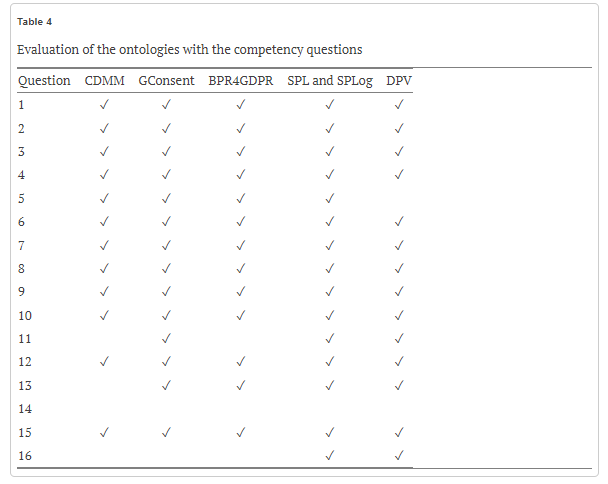 Table 4
Evaluation of the ontologies with the competency questions
Question CDMM GConsent BPR4GDPR SPL and SPLog DPV
1 ✓ ✓ ✓ ✓ ✓
2 ✓ ✓ ✓ ✓ ✓
3 ✓ ✓ ✓ ✓ ✓
4 ✓ ✓ ✓ ✓ ✓
5 ✓ ✓ ✓ ✓
6 ✓ ✓ ✓ ✓ ✓
7 ✓ ✓ ✓ ✓ ✓
8 ✓ ✓ ✓ ✓ ✓
9 ✓ ✓ ✓ ✓ ✓
10 ✓ ✓ ✓ ✓ ✓
11 ✓ ✓ ✓
12 ✓ ✓ ✓ ✓ ✓
13 ✓ ✓ ✓ ✓
14
15 ✓ ✓ ✓ ✓ ✓
16 ✓ ✓